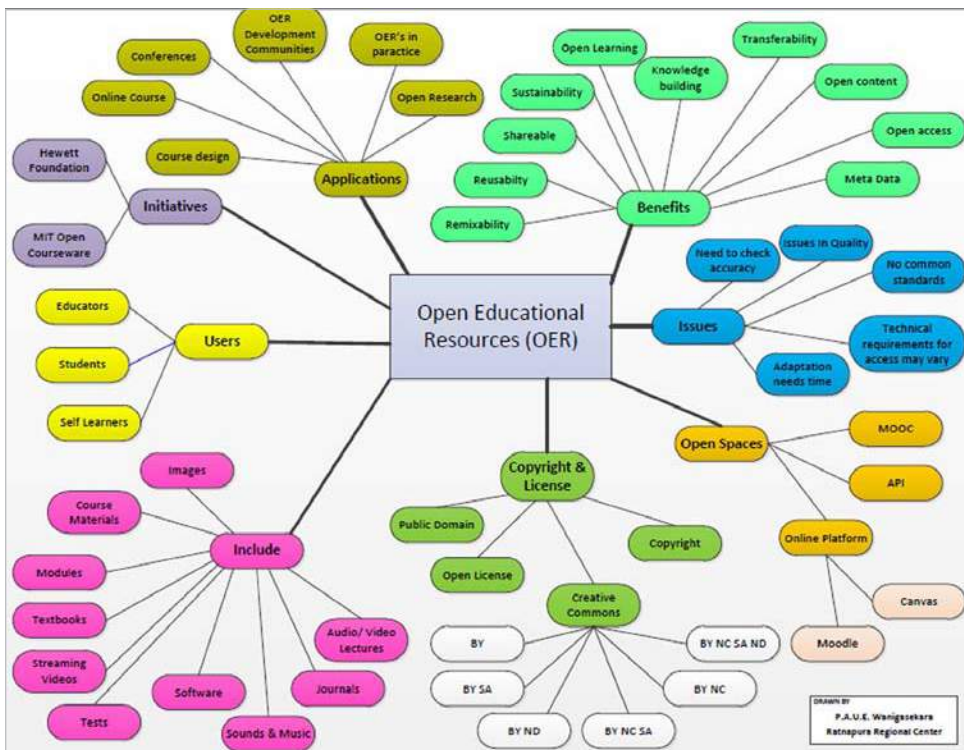 Open Educational
Resources (OER)
Applications
Course design
Online Course
Conferences
OER
Development
Communities
OER's in
paractice
Open Research
Benefits
Remixability
Reusabilty
Shareable
Sustainability
Open Learning
Knowledge
building
Transferability
Open content
Open access
Meta Data
Initiatives
Hewett
Foundation
MIT Open
Courseware
Issues
Need to check
accuracy
Issues In Quality
No common
standards
Technical
requirements for
access may vary
Adaptation
needs time
Users
Educators
Students
Self Learners
Open Spaces
MOOC
API
Online Platform
Canvas
Moodle
Copyright &
License
Public Domain
Open License
Creative
Commons
Copyright
BY
BY SA
BY ND
BY NC SA
BY NC
BY NC SA ND
Include
Images
Course
Materials
Modules
Textbooks
Streaming
Videos
Tests
Software
Sounds & Music
Journals
Audio/ Video
Lectures
DRAWN BY
P.A.U.E. Wanigasekara
Ratnapura Regional Center